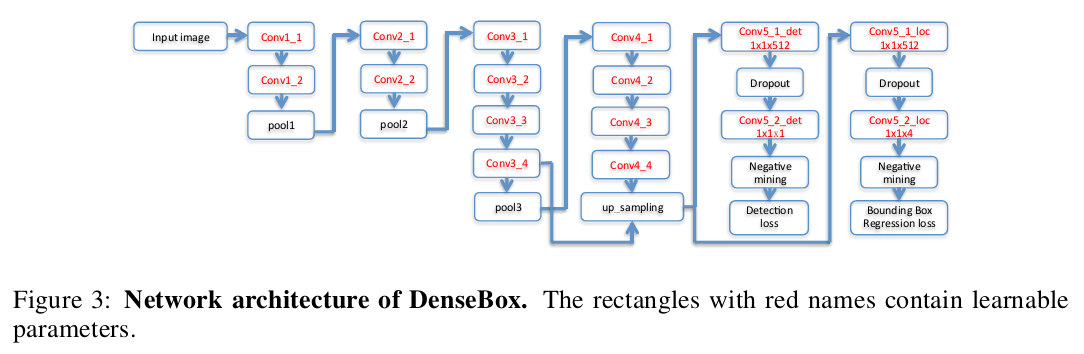 Input image
Conv1_1
Conv1_2
pool1
Conv2_1
Conv2_2
pool2
Conv3_1
Conv3_2
Conv3_3
Conv3_4
pool3
Conv4_1
Conv4_2
Conv4_3
Conv4_4
up_sampling
Conv5_1_det
1x1x512
Dropout
Conv5_2_det
1x1x1
Negative
mining
Detection
loss
Conv5_1_loc
1x1x512
Dropout
Conv5_2_loc
1x1x4
Negative
mining
Bounding Box
Regression loss
Figure 3: Network architecture of DenseBox. The rectangles with red names contain learnable
parameters.